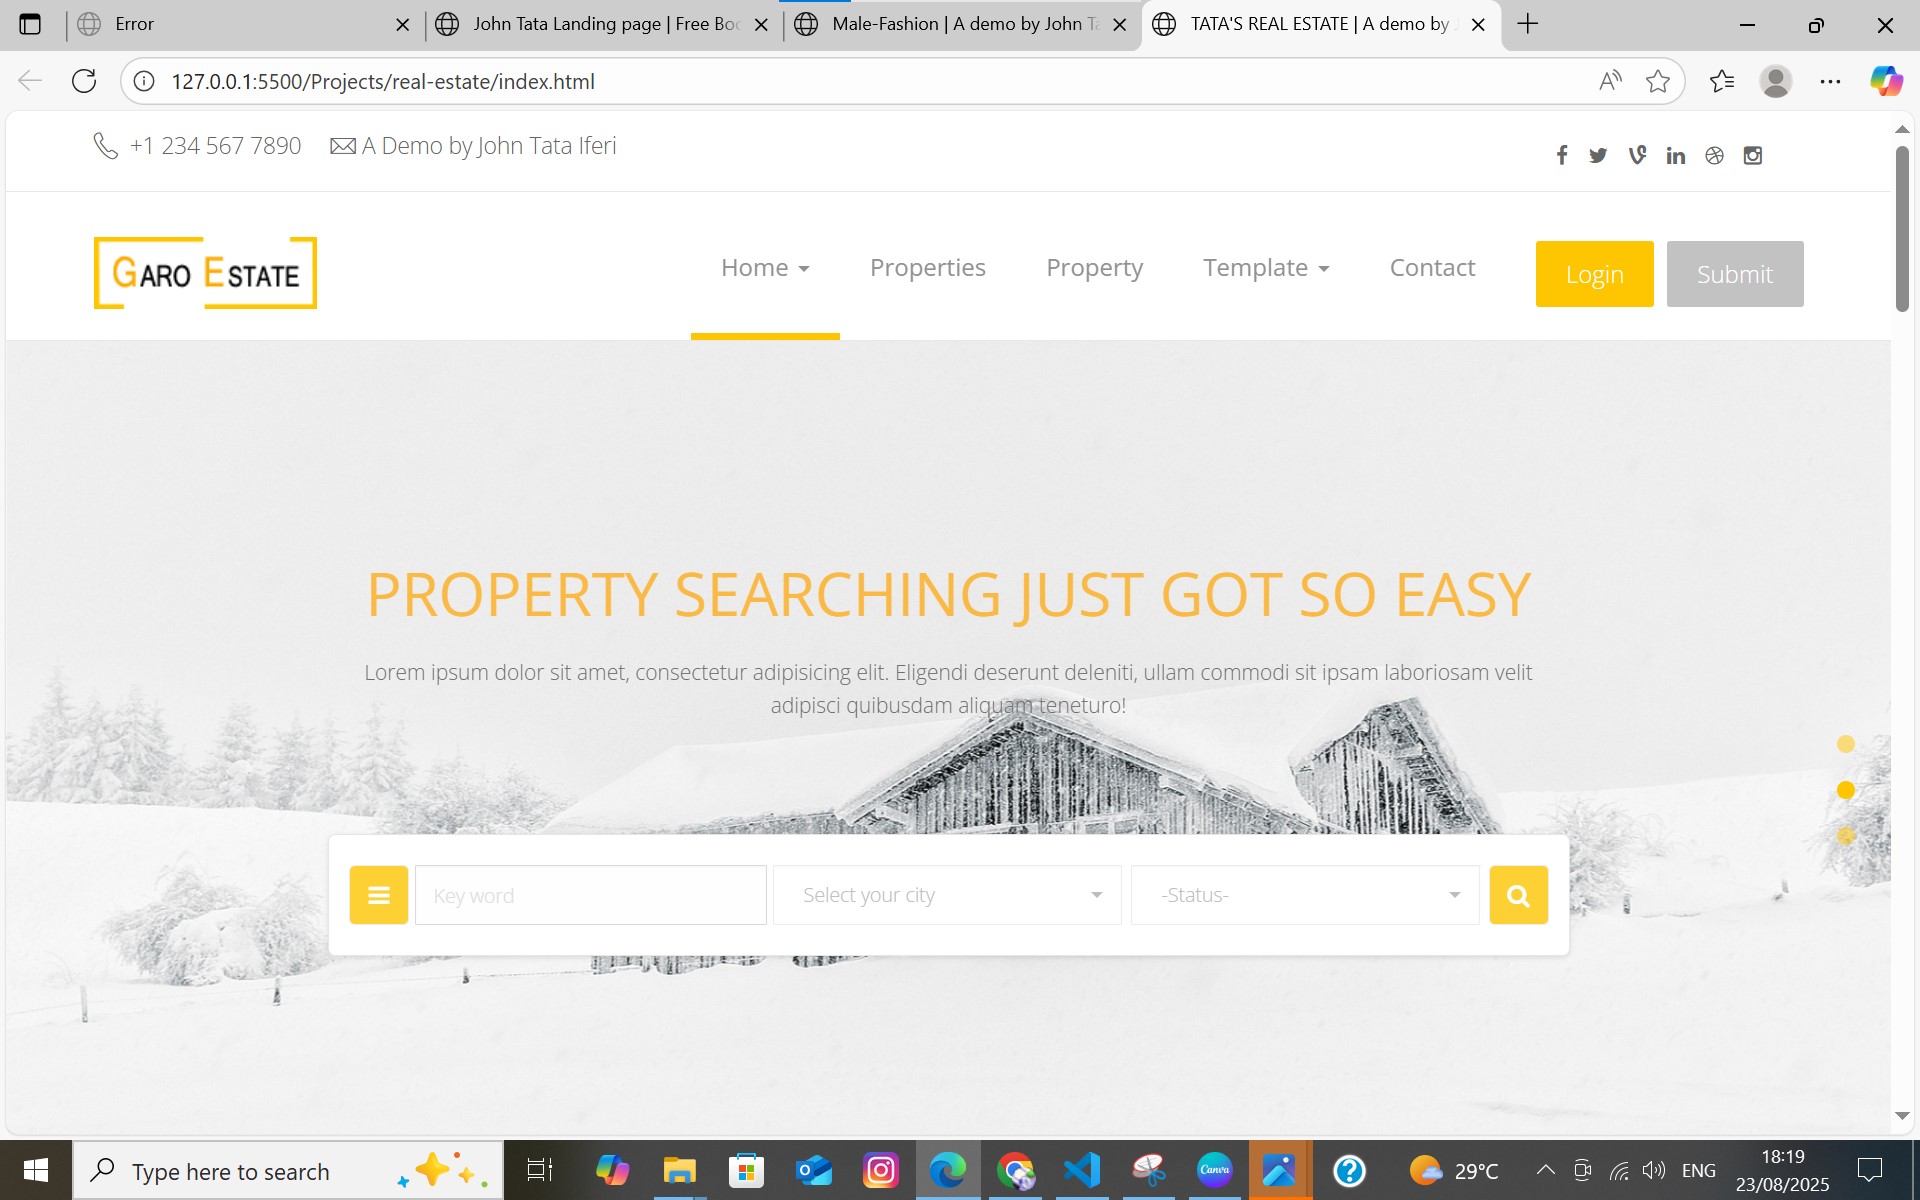 Error
John Tata Landing page | Free Boo
Male-Fashion | A demo by John Ta
TATA'S REAL ESTATE | A demo by J
127.0.0.1:5500/Projects/real-estate/index.html
+1 234 567 7890 A Demo by John Tata Iferi
GARO ESTATE
Home Properties Property Template Contact Login Submit
PROPERTY SEARCHING JUST GOT SO EASY
Lorem ipsum dolor sit amet, consectetur adipisicing elit. Eligendi deserunt deleniti, ullam commodi sit ipsam laboriosam velit
adipisci quibusdam aliquam teneturo!
Key word Select your city -Status-
Type here to search
Canva
29°C
ENG
18:19
23/08/2025